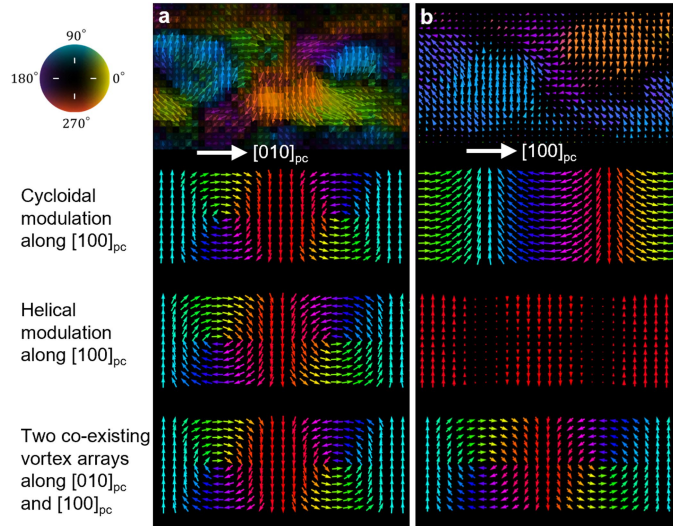 a
b
90°
180°
0°
270°
[010]pc
[100]pc
Cycloidal
modulation
along [100]pc
Helical
modulation
along [100]pc
Two co-existing
vortex arrays
along [010]pc
and [100]pc